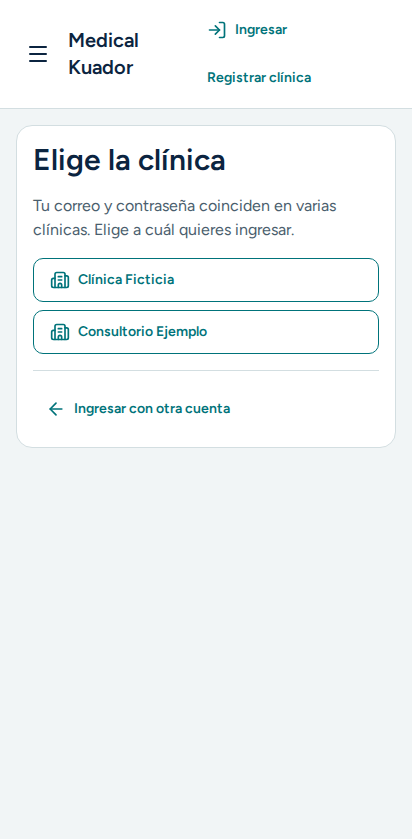 Medical
Kuador
Ingresar
Registrar clínica
Elige la clínica
Tu correo y contraseña coinciden en varias
clínicas. Elige a cuál quieres ingresar.
Clínica Ficticia
Consultorio Ejemplo
Ingresar con otra cuenta